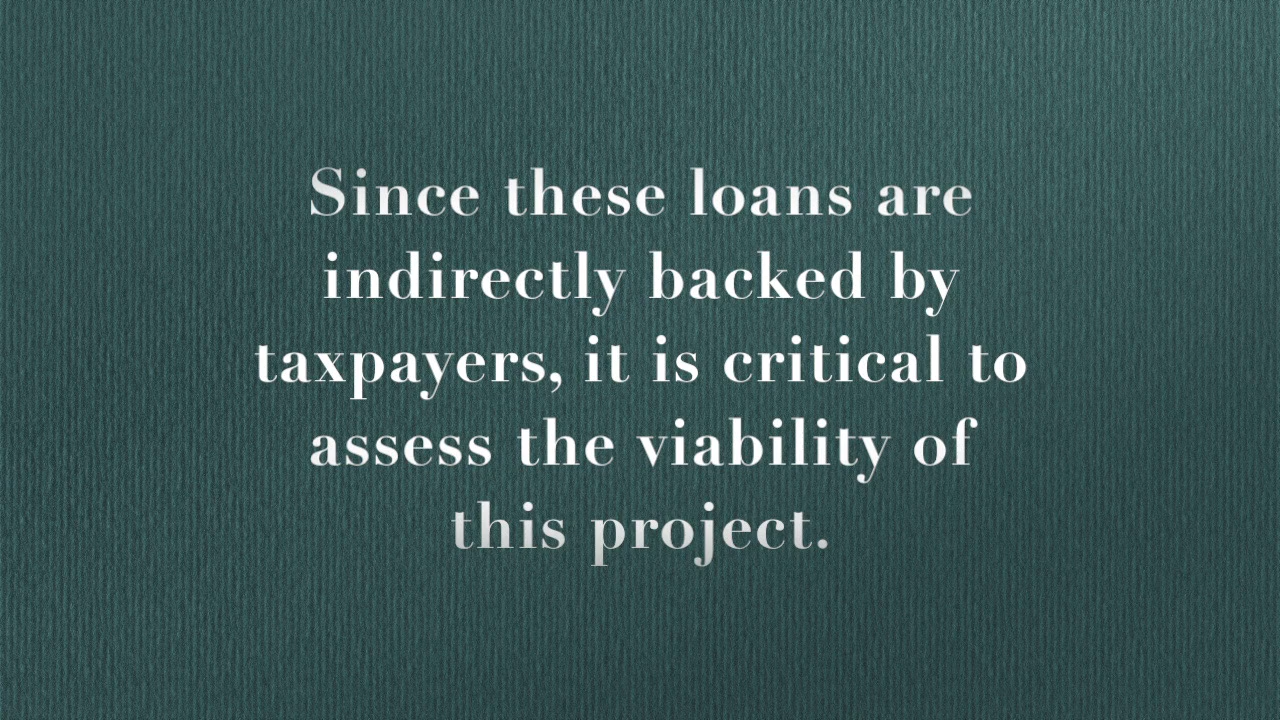 Since these loans are
indirectly backed by
taxpayers, it is critical to
assess the viability of
this project.